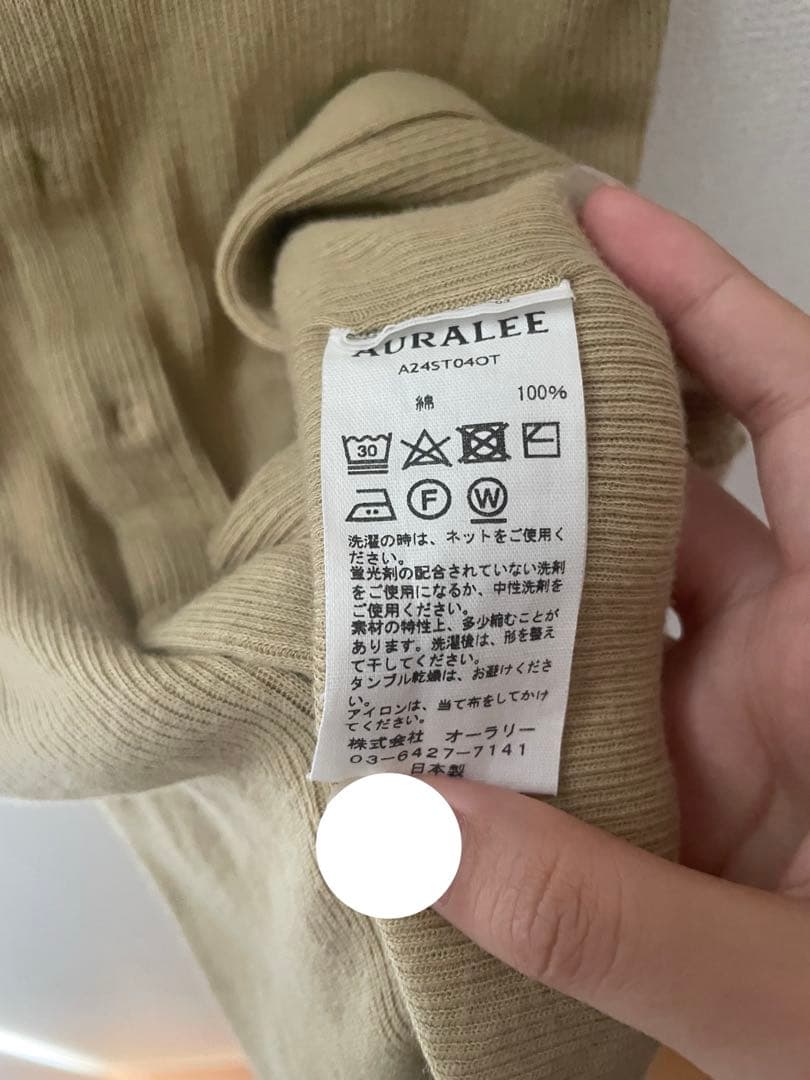 AURALEE
A24ST04OT
綿 100%
30
F W
洗濯の時は、ネットをご使用く
ださい。
蛍光剤の配合されていない洗剤
をご使用になるか、中性洗剤を
ご使用ください。
素材の特性上、多少縮むことが
あります。洗濯後は、形を整え
て干してください。
タンブル乾燥は、お避けくださ
い。
アイロンは、当て布をしてかけ
てください。
株式会社 オーラリー
03-6427-7141
日本製